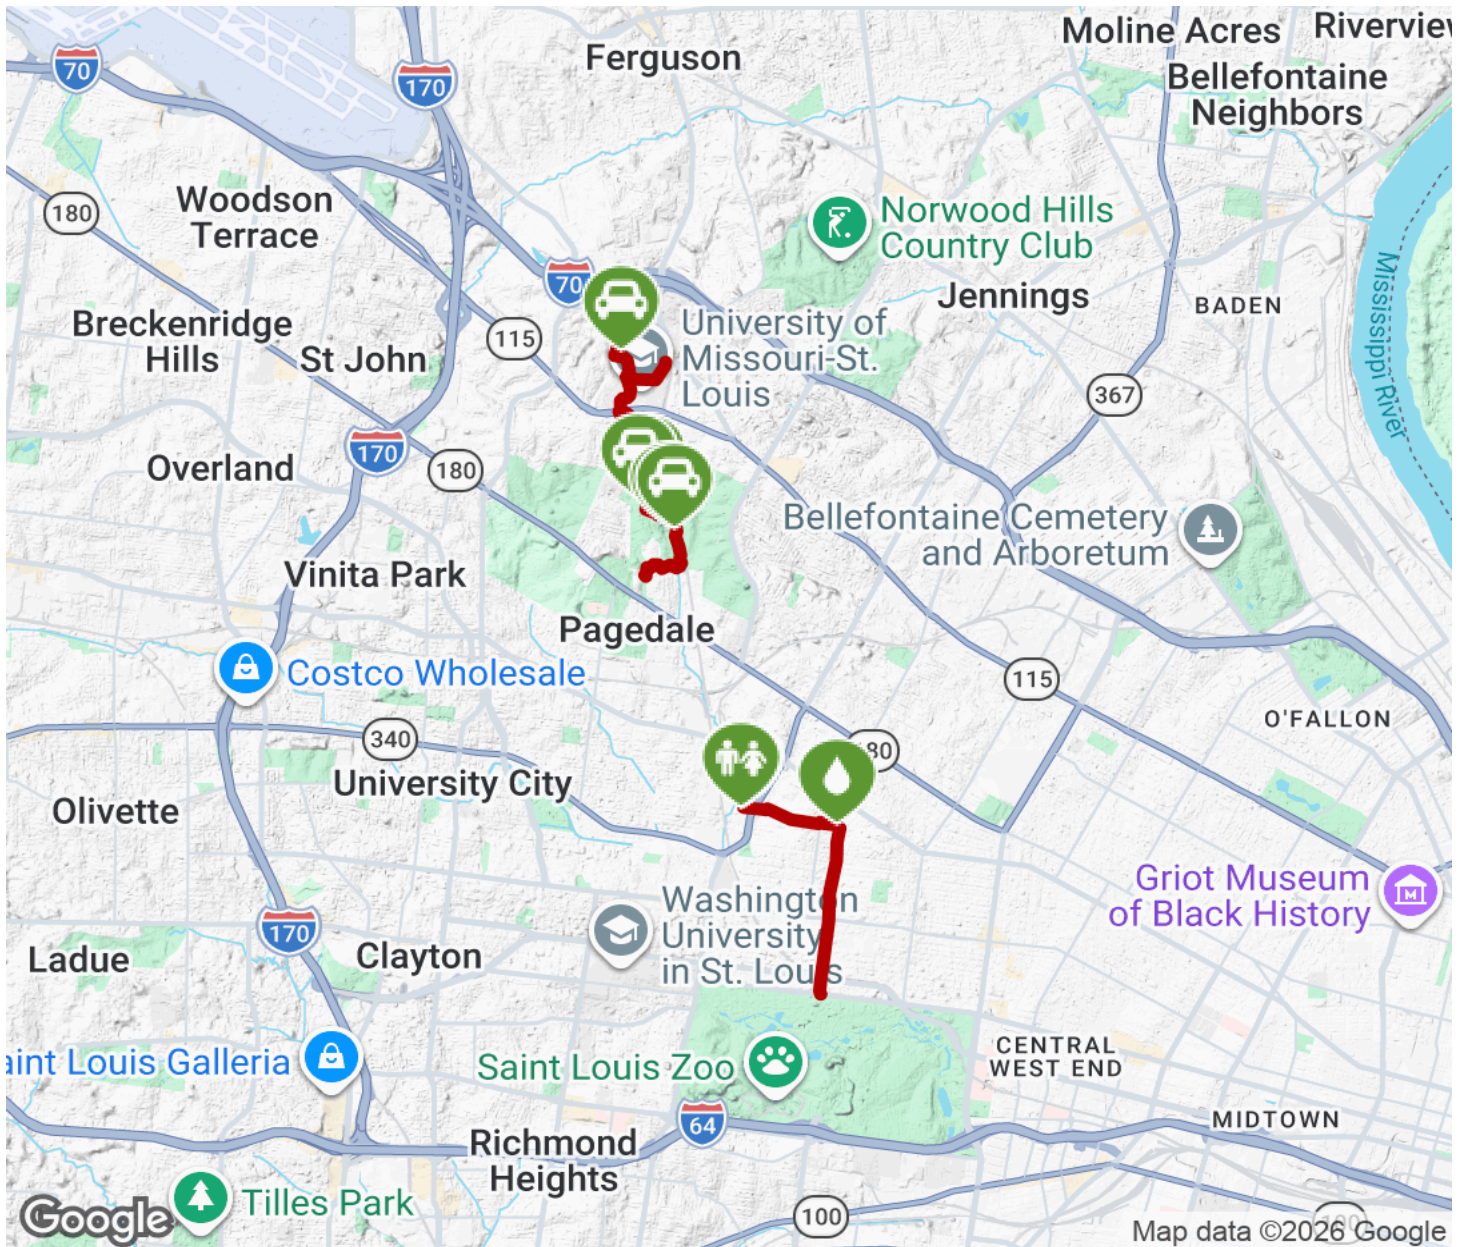 Moline Acres
Riverview
Ferguson
Bellefontaine
Neighbors
70
170
Woodson
Terrace
180
Norwood Hills
Country Club
Mississippi River
70
Jennings
BADEN
Breckenridge
Hills
115
St John
University of
Missouri-St.
Louis
367
170
180
Overland
Bellefontaine Cemetery
and Arboretum
Vinita Park
Pagedale
Costco Wholesale
115
O'FALLON
340
80
University City
Olivette
Griot Museum
of Black History
Washington
University
in St. Louis
170
Clayton
Ladue
CENTRAL
WEST END
aint Louis Galleria
Saint Louis Zoo
64
MIDTOWN
Richmond
Heights
Tilles Park
100
100
Google
Map data ©2026 Google